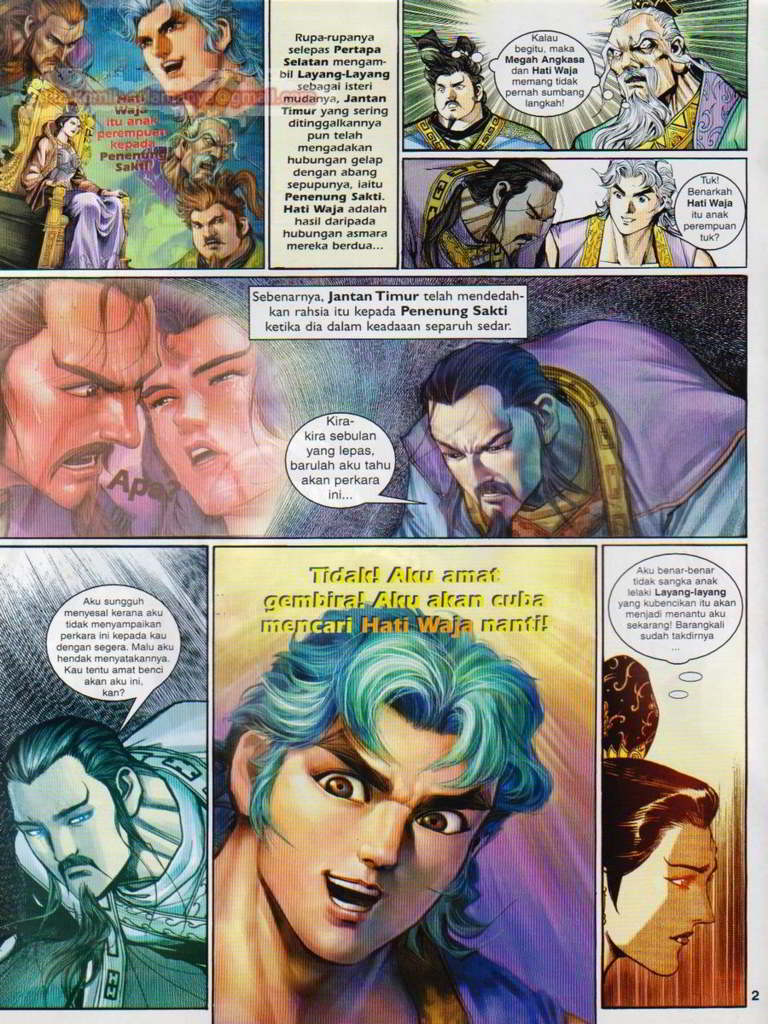 Hati
Waja
itu anak
perempuan
kepada
Penenung
Sakti!
Rupa-rupanya
selepas Pertapa
Selatan mengam-
bil Layang-Layang
sebagai isteri
mudanya, Jantan
Timur yang sering
ditinggalkannya
pun telah
mengadakan
hubungan gelap
dengan abang
sepupunya, iaitu
Penenung Sakti.
Hati Waja adalah
hasil daripada
hubungan asmara
mereka berdua...
Kalau
begitu, maka
Megah Angkasa
dan Hati Waja
memang tidak
pernah sumbang
langkah!
Tuk!
Benarkah
Hati Waja
itu anak
perempuan
tuk?
Sebenarnya, Jantan Timur telah mendedah-
kan rahsia itu kepada Penenung Sakti
ketika dia dalam keadaaan separuh sedar.
Apa?
Kira-
kira sebulan
yang lepas,
barulah aku tahu
akan perkara
ini...
Aku sungguh
menyesal kerana aku
tidak menyampaikan
perkara ini kepada kau
dengan segera. Malu aku
hendak menyatakannya.
Kau tentu amat benci
akan aku ini,
kan?
Tidak! Aku amat
gembira! Aku akan cuba
mencari Hati Waja nanti!
Aku benar-benar
tidak sangka anak
lelaki Layang-layang
yang kubencikan itu akan
menjadi menantu aku
sekarang! Barangkali
sudah takdirnya
...
2